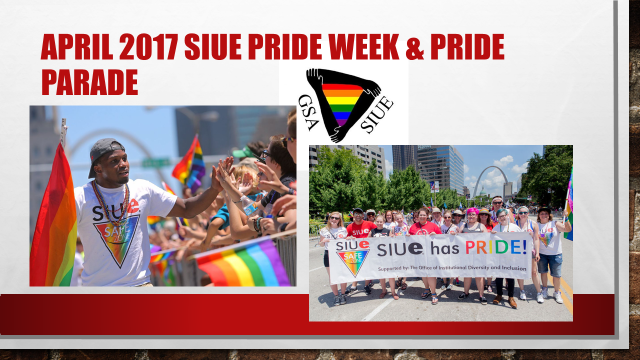 APRIL 2017 SIUE PRIDE WEEK & PRIDE
PARADE
GSA SIUE
SIUe
SAFE
SIUE
SIUe
SAFE
SIUe has PRIDE!
Supported by: The Office of Institutional Diversity and Inclusion